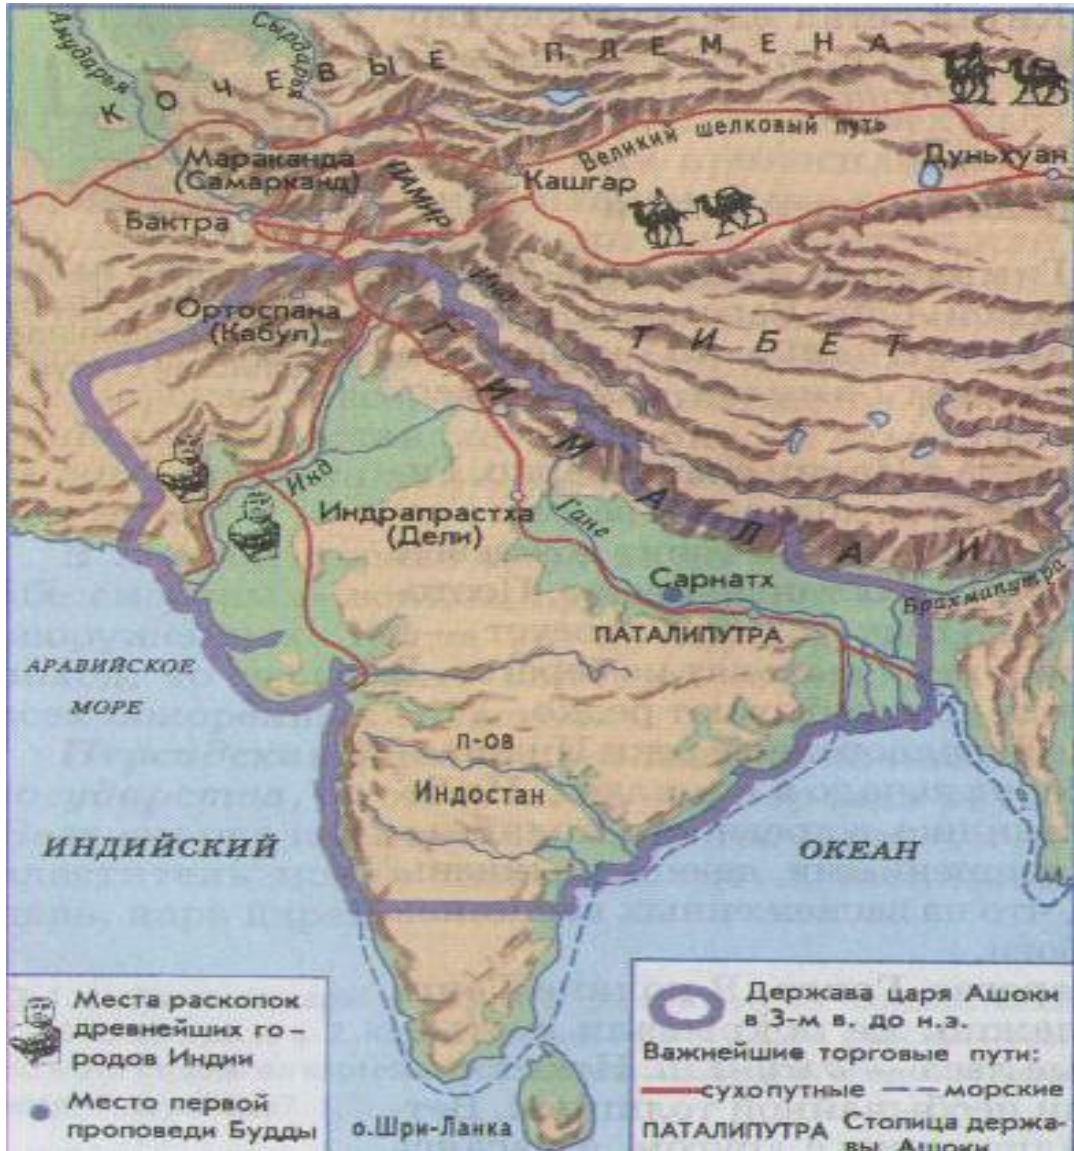 Амударья
Сырдарья
КОЧЕВЫЕ ПЛЕМЕНА
Мараканда
(Самарканд)
ПАМИР
Великий шелковый путь
Кашгар
Дуньхуан
Бактра
Ортоспана
(Кабул)
Инд
ТИБЕТ
ГИМАЛАИ
Инд
Индрапрастха
(Дели)
Ганг
Сарнатх
Брахмапутра
ПАТАЛИПУТРА
АРАВИЙСКОЕ
МОРЕ
п-ов
Индостан
ИНДИЙСКИЙ
ОКЕАН
о.Шри-Ланка
Места раскопок
древнейших го-
родов Индии
Место первой
проповеди Будды
Держава царя Ашоки
в 3-м в. до н.э.
Важнейшие торговые пути:
сухопутные
морские
ПАТАЛИПУТРА Столица держа-
вы Ашоки